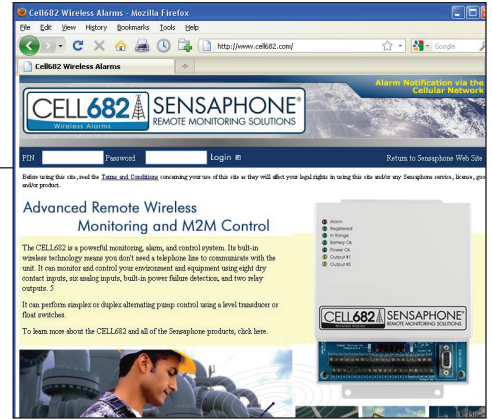 Cell682 Wireless Alarms - Mozilla Firefox
File Edit View History Bookmarks Tools Help
http://www.cell682.com/
Google
Cell682 Wireless Alarms
Alarm Notification via the
Cellular Network
CELL682
Wireless Alarms
SENSAPHONE®
REMOTE MONITORING SOLUTIONS
PIN Password Login Return to Sensaphone Web Site
Before using this site, read the Terms and Conditions concerning your use of this site as they will affect your legal rights in using this site and/or any Sensaphone service, license, goo
and/or product.
Advanced Remote Wireless
Monitoring and M2M Control
The CELL682 is a powerful monitoring, alarm, and control system. Its built-in
wireless technology means you don't need a telephone line to communicate with the
unit. It can monitor and control your environment and equipment using eight dry
contact inputs, six analog inputs, built-in power failure detection, and two relay
outputs. 5
It can perform simplex or duplex alternating pump control using a level transducer or
float switches.
To learn more about the CELL682 and all of the Sensaphone products, click here.
Alarm
Registered
In Range
Battery Ok
Power Ok
Output #1
Output #2
CELL682
Wireless Alarms
SENSAPHONE®
REMOTE MONITORING SOLUTIONS